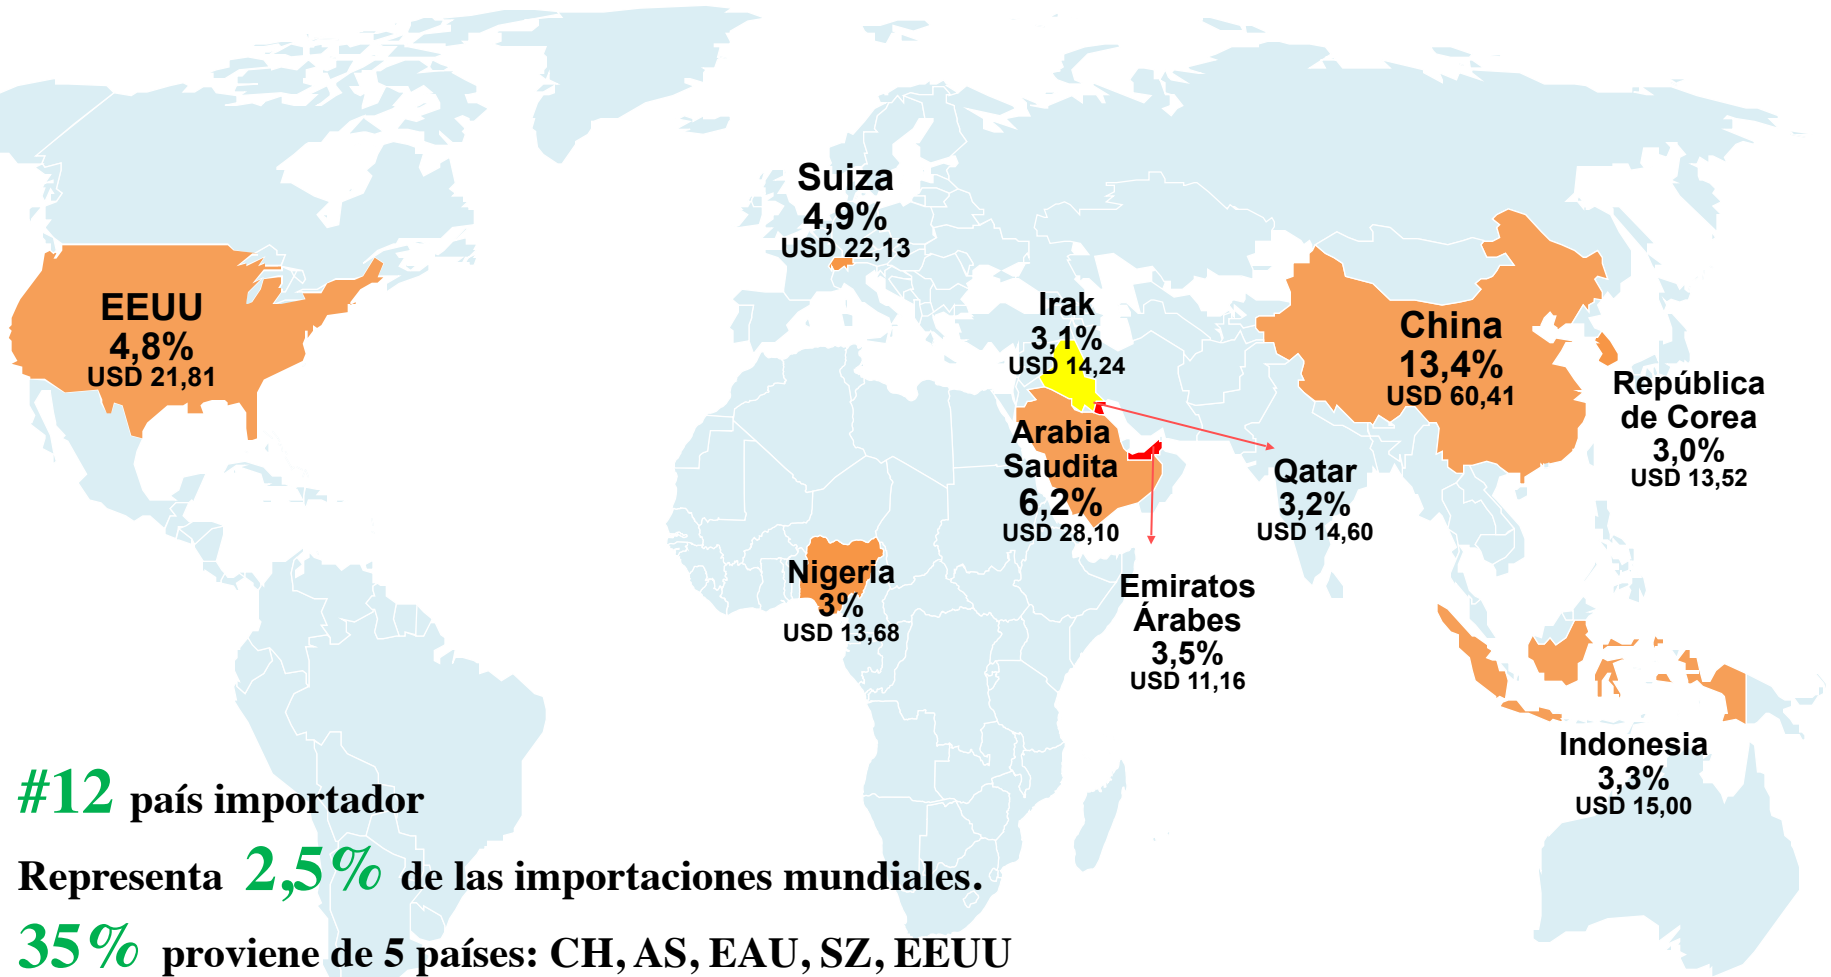 Suiza
4,9%
USD 22,13
EEUU
4,8%
USD 21,81
Irak
3,1%
USD 14,24
China
13,4%
USD 60,41
República
de Corea
3,0%
USD 13,52
Arabia
Saudita
6,2%
USD 28,10
Qatar
3,2%
USD 14,60
Nigeria
3%
USD 13,68
Emiratos
Árabes
3,5%
USD 11,16
Indonesia
3,3%
USD 15,00
#12 país importador
Representa 2,5% de las importaciones mundiales.
35% proviene de 5 países: CH, AS, EAU, SZ, EEUU